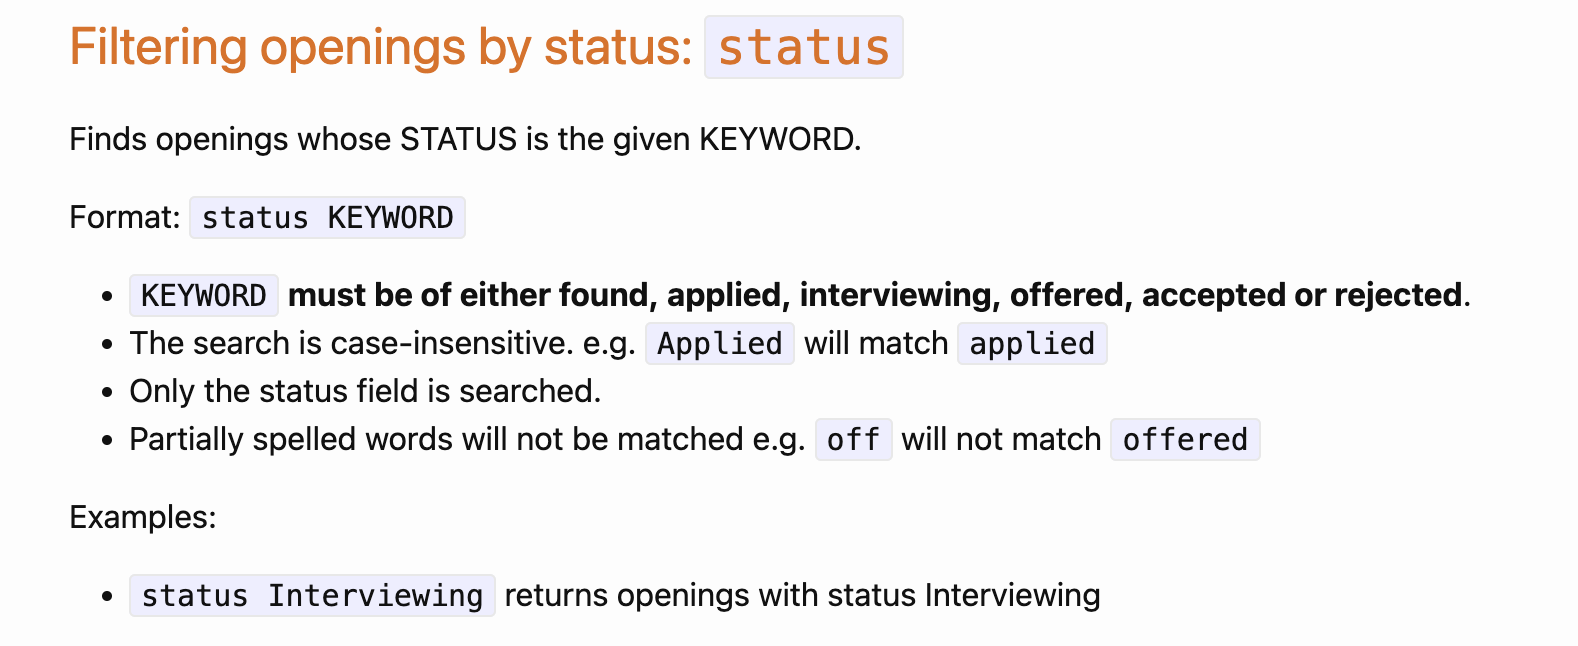 Filtering openings by status: status
Finds openings whose STATUS is the given KEYWORD.
Format: status KEYWORD
• KEYWORD must be of either found, applied, interviewing, offered, accepted or rejected.
• The search is case-insensitive. e.g. Applied will match applied
• Only the status field is searched.
• Partially spelled words will not be matched e.g. off will not match offered
Examples:
• status Interviewing returns openings with status Interviewing